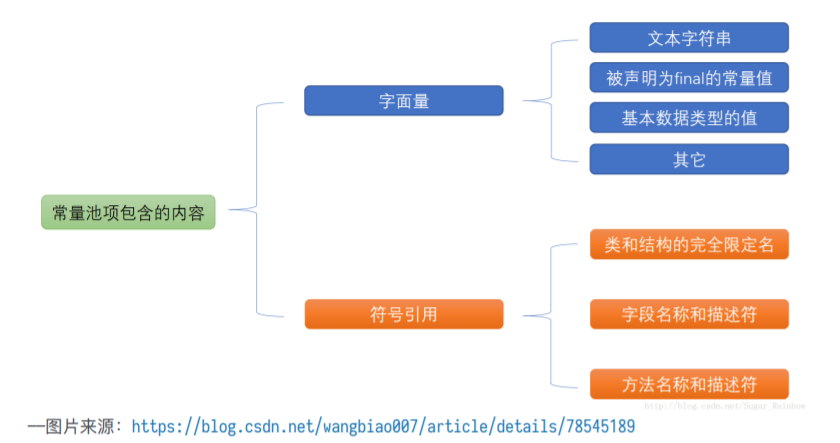 文本字符串
被声明为final的常量值
字面量
基本数据类型的值
其它
常量池项包含的内容
类和结构的完全限定名
符号引用
字段名称和描述符
方法名称和描述符
http://blog.csdn.net/Sugar_Rainbow
—图片来源：https://blog.csdn.net/wangbiao007/article/details/78545189